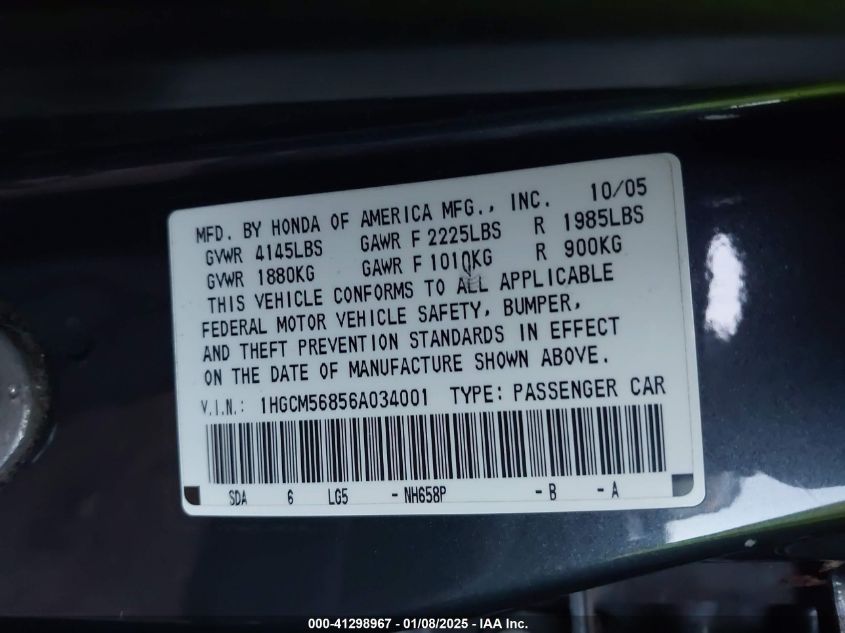 MFD. BY HONDA OF AMERICA MFG., INC. 10/05
GVWR 4145LBS GAWR F 2225LBS R 1985LBS
GVWR 1880KG GAWR F 1010KG R 900KG
THIS VEHICLE CONFORMS TO ALL APPLICABLE
FEDERAL MOTOR VEHICLE SAFETY, BUMPER,
AND THEFT PREVENTION STANDARDS IN EFFECT
ON THE DATE OF MANUFACTURE SHOWN ABOVE.
V.I.N.: 1HGCM56856A034001 TYPE: PASSENGER CAR
SDA 6 LG5 - NH658P - B - A
000-41298967 - 01/08/2025 - IAA Inc.